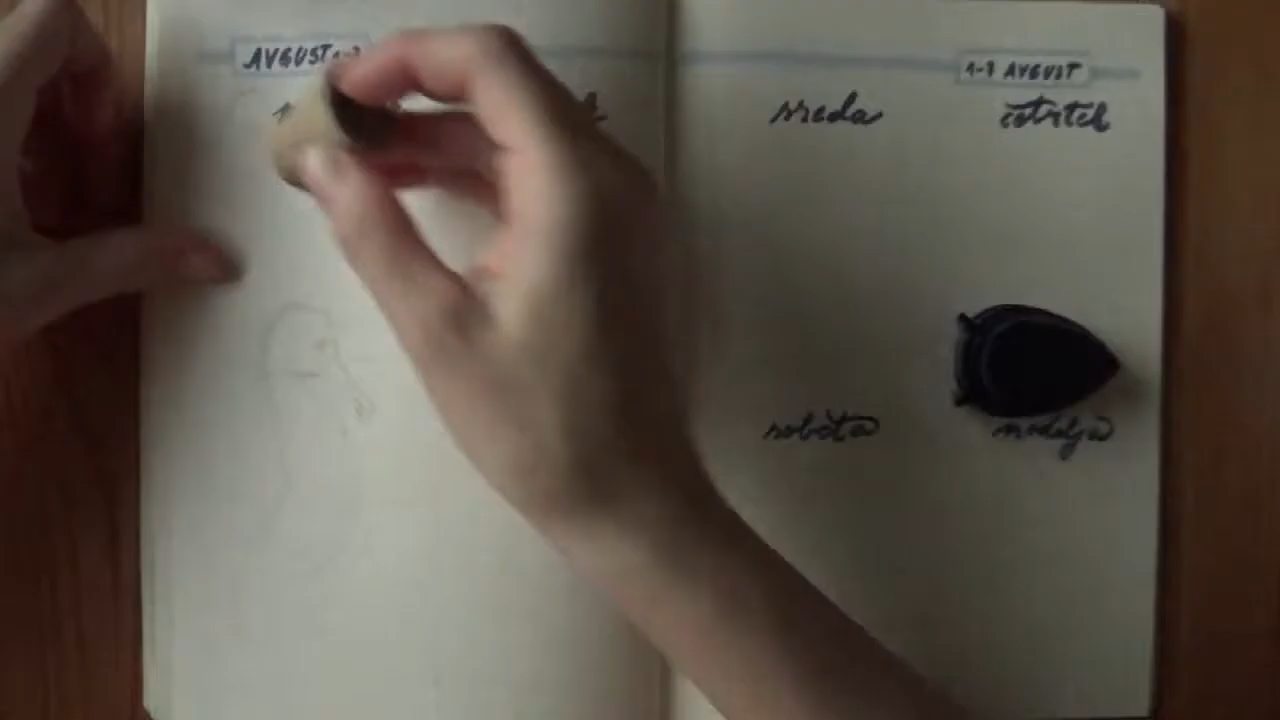 AVGUST
1-7 AVGUST
sreda
četrtek
sobota
nedelja